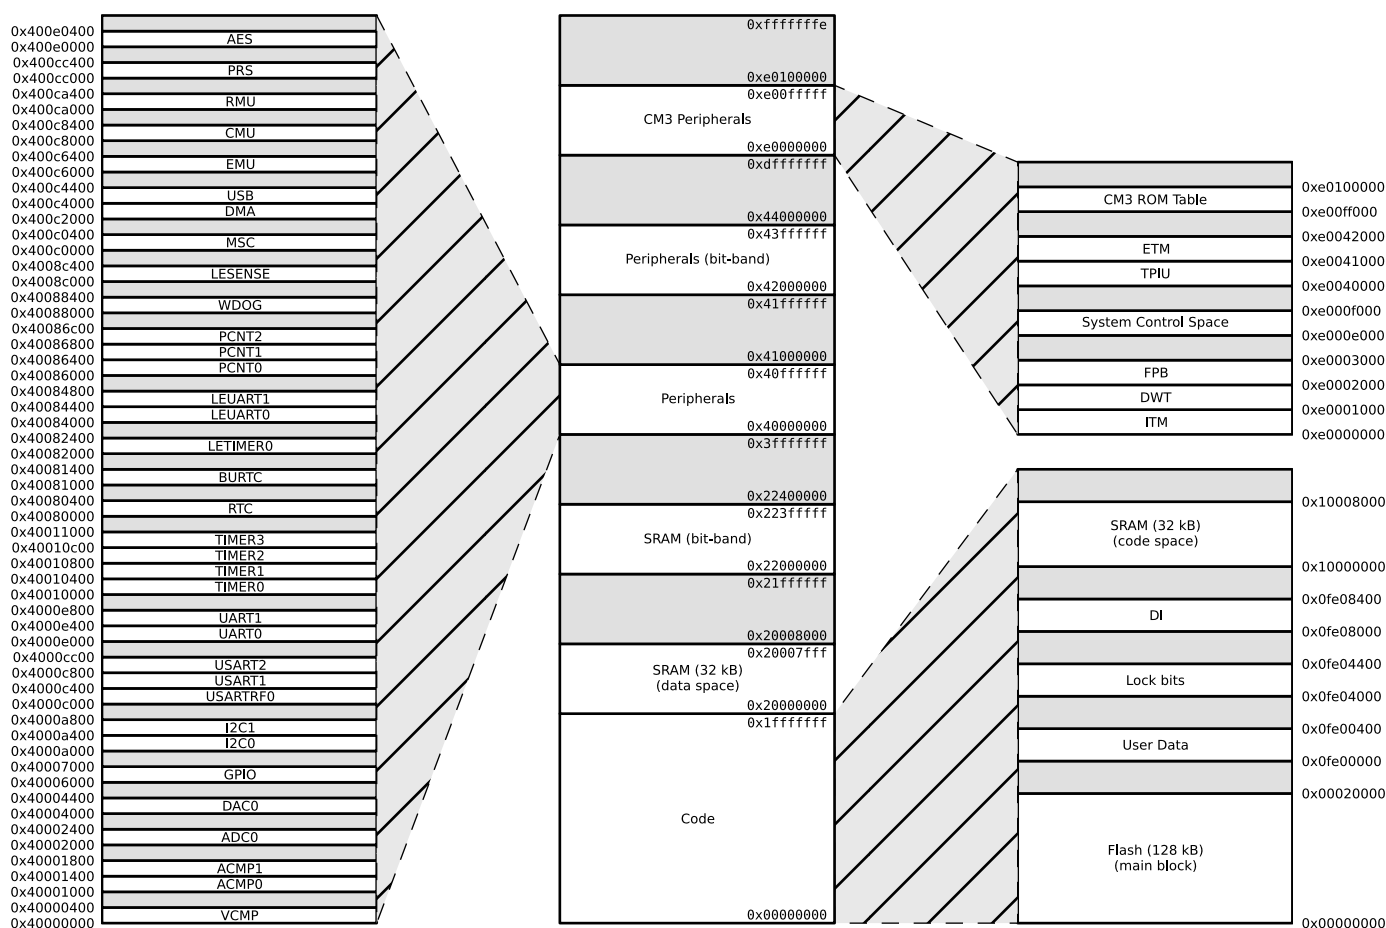 0x400e0400
AES
0x400e0000
0x400cc400
PRS
0x400cc000
0x400ca400
RMU
0x400ca000
0x400c8400
CMU
0x400c8000
0x400c6400
EMU
0x400c6000
0x400c4400
USB
0x400c4000
DMA
0x400c2000
0x400c0400
MSC
0x400c0000
0x4008c400
LESENSE
0x4008c000
0x40088400
WDOG
0x40088000
0x40086c00
PCNT2
0x40086800
PCNT1
0x40086400
PCNT0
0x40086000
0x40084800
LEUART1
0x40084400
LEUART0
0x40084000
0x40082400
LETIMER0
0x40082000
0x40081400
BURTC
0x40081000
0x40080400
RTC
0x40080000
0x40011000
TIMER3
0x40010c00
TIMER2
0x40010800
TIMER1
0x40010400
TIMER0
0x40010000
0x4000e800
UART1
0x4000e400
UART0
0x4000e000
0x4000cc00
USART2
0x4000c800
USART1
0x4000c400
USARTRF0
0x4000c000
0x4000a800
I2C1
0x4000a400
I2C0
0x4000a000
0x40007000
GPIO
0x40006000
0x40004400
DAC0
0x40004000
0x40002400
ADC0
0x40002000
0x40001800
ACMP1
0x40001400
ACMP0
0x40001000
0x40000400
VCMP
0x40000000
0xfffffffe
0xe0100000
0xe00fffff
CM3 Peripherals
0xe0000000
0xdfffffff
0x44000000
0x43ffffff
Peripherals (bit-band)
0x42000000
0x41ffffff
0x41000000
0x40ffffff
Peripherals
0x40000000
0x3fffffff
0x22400000
0x223fffff
SRAM (bit-band)
0x22000000
0x21ffffff
0x20008000
0x20007fff
SRAM (32 kB)
(data space)
0x20000000
0x1fffffff
Code
0x00000000
0xe0100000
CM3 ROM Table
0xe00ff000
0xe0042000
ETM
0xe0041000
TPIU
0xe0040000
0xe000f000
System Control Space
0xe000e000
0xe0003000
FPB
0xe0002000
DWT
0xe0001000
ITM
0xe0000000
0x10008000
SRAM (32 kB)
(code space)
0x10000000
0x0fe08400
DI
0x0fe08000
0x0fe04400
Lock bits
0x0fe04000
0x0fe00400
User Data
0x0fe00000
0x00020000
Flash (128 kB)
(main block)
0x00000000